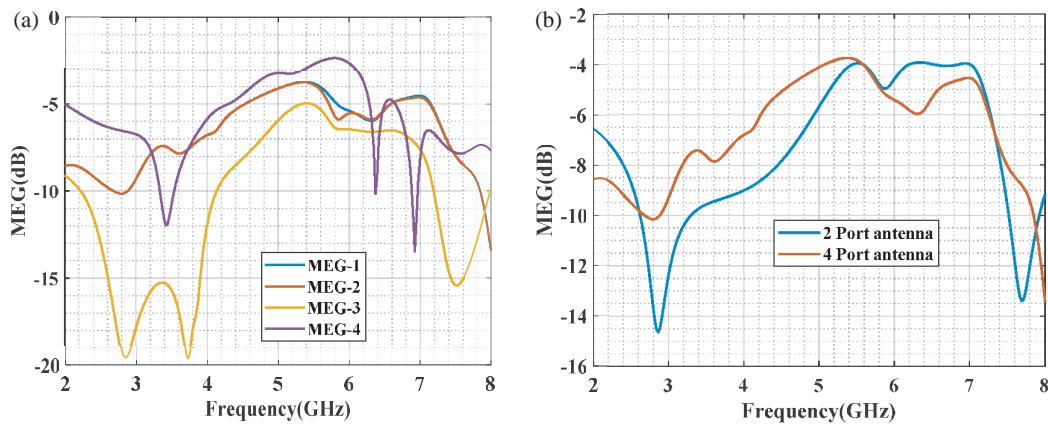 (a)
0
-5
-10
-15
-20
MEG(dB)
MEG-1
MEG-2
MEG-3
MEG-4
2 3 4 5 6 7 8
Frequency(GHz)
(b)
-2
-4
-6
-8
-10
-12
-14
-16
MEG(dB)
2 Port antenna
4 Port antenna
2 3 4 5 6 7 8
Frequency(GHz)